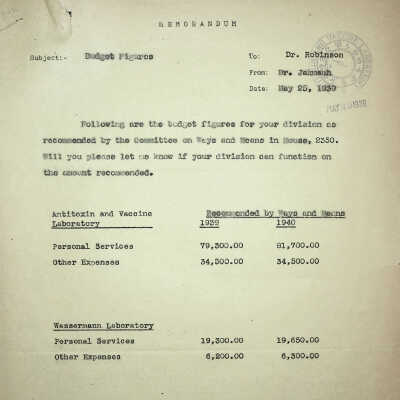 MEMORANDUM
Subject:- Budget Figures
To: Dr. Robinson
From: Dr. Jakmauh
Date: May 25, 1939
Following are the budget figures for your division as
recommended by the Committee on Ways and Means in House, 2350.
Will you please let me know if your division can function on
the amount recommended.
Antitoxin and Vaccine
Laboratory
Recommended by Ways and Means
1939 1940
Personal Services 79,300.00 81,700.00
Other Expenses 34,500.00 34,500.00
Wassermann Laboratory
Personal Services 19,300.00 19,650.00
Other Expenses 6,200.00 6,300.00